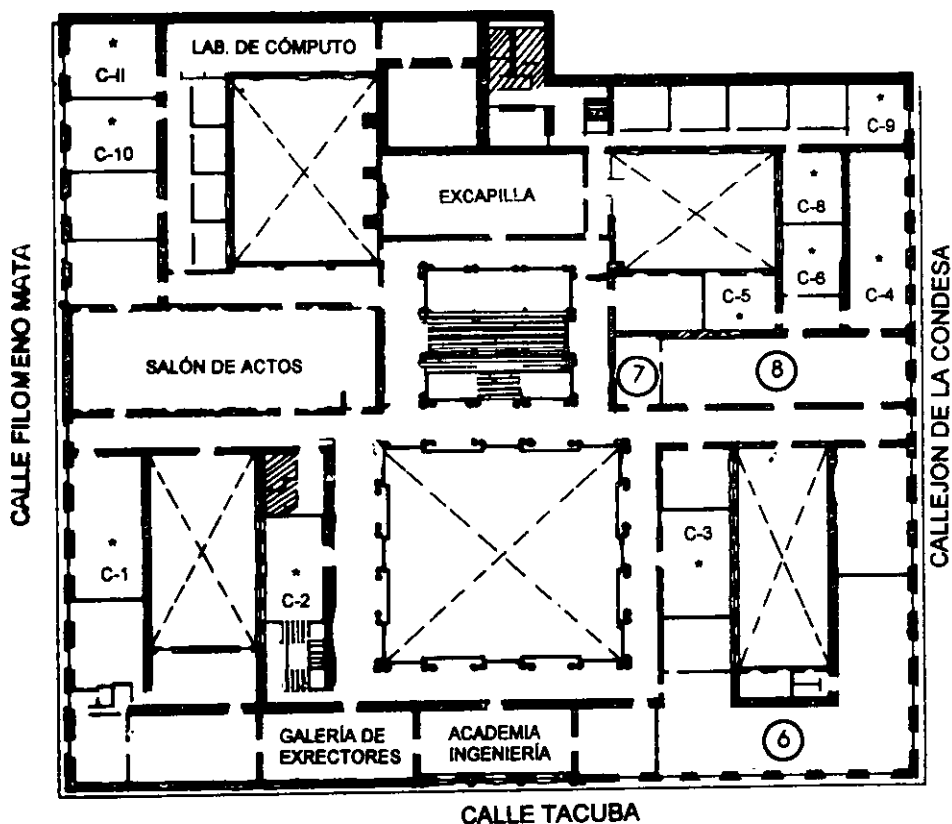 LAB. DE CÓMPUTO
C-11
C-10
C-9
EXCAPILLA
C-8
C-6
C-5
C-4
SALÓN DE ACTOS
7
8
CALLE FILOMENO MATA
CALLEJON DE LA CONDESA
C-1
C-2
C-3
GALERÍA DE
EXRECTORES
ACADEMIA
INGENIERÍA
6
CALLE TACUBA